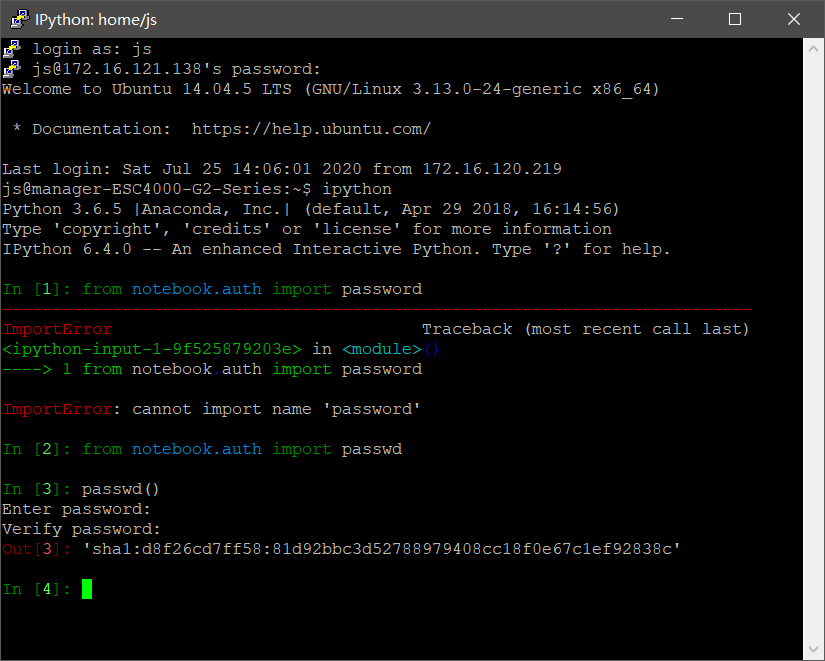 IPython: home/js
login as: js
js@172.16.121.138's password:
Welcome to Ubuntu 14.04.5 LTS (GNU/Linux 3.13.0-24-generic x86_64)
* Documentation:  https://help.ubuntu.com/
Last login: Sat Jul 25 14:06:01 2020 from 172.16.120.219
js@manager-ESC4000-G2-Series:~$ ipython
Python 3.6.5 |Anaconda, Inc.| (default, Apr 29 2018, 16:14:56)
Type 'copyright', 'credits' or 'license' for more information
IPython 6.4.0 -- An enhanced Interactive Python. Type '?' for help.
In [1]: from notebook.auth import password
---------------------------------------------------------------------------
ImportError                               Traceback (most recent call last)
<ipython-input-1-9f525879203e> in <module>()
----> 1 from notebook.auth import password
ImportError: cannot import name 'password'
In [2]: from notebook.auth import passwd
In [3]: passwd()
Enter password:
Verify password:
Out[3]: 'sha1:d8f26cd7ff58:81d92bbc3d52788979408cc18f0e67c1ef92838c'
In [4]: